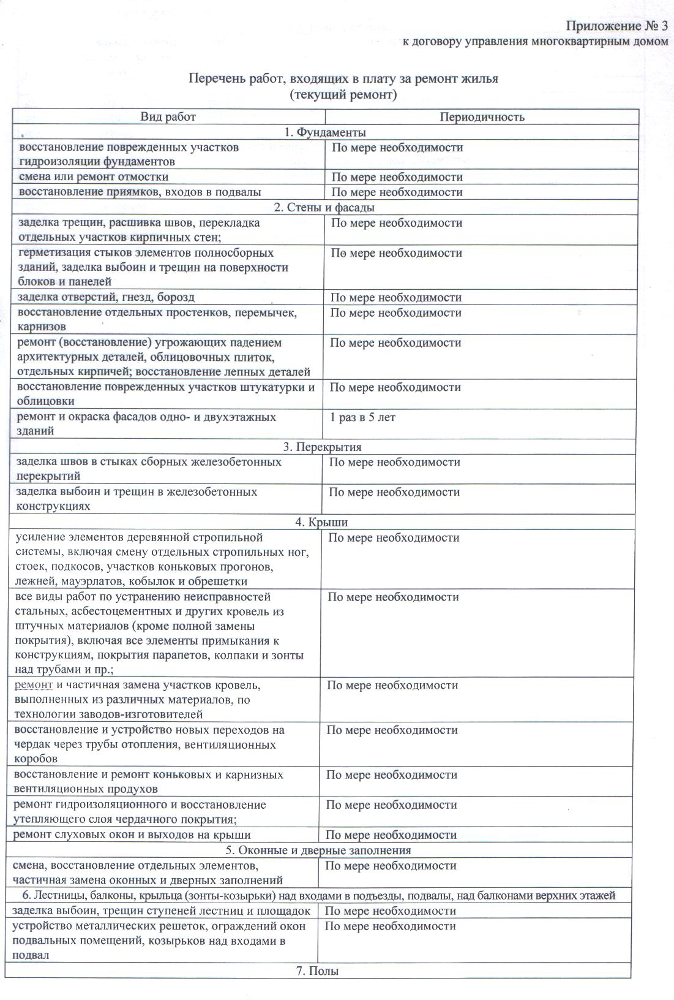 Приложение № 3
к договору управления многоквартирным домом
Перечень работ, входящих в плату за ремонт жилья
(текущий ремонт)
Вид работ
Периодичность
1. Фундаменты
восстановление поврежденных участков
гидроизоляции фундаментов
По мере необходимости
смена или ремонт отмостки
По мере необходимости
восстановление приямков, входов в подвалы
По мере необходимости
2. Стены и фасады
заделка трещин, расшивка швов, перекладка
отдельных участков кирпичных стен;
По мере необходимости
герметизация стыков элементов полносборных
зданий, заделка выбоин и трещин на поверхности
блоков и панелей
По мере необходимости
заделка отверстий, гнезд, борозд
По мере необходимости
восстановление отдельных простенков, перемычек,
карнизов
По мере необходимости
ремонт (восстановление) угрожающих падением
архитектурных деталей, облицовочных плиток,
отдельных кирпичей; восстановление лепных деталей
По мере необходимости
восстановление поврежденных участков штукатурки и
облицовки
По мере необходимости
ремонт и окраска фасадов одно- и двухэтажных
зданий
1 раз в 5 лет
3. Перекрытия
заделка швов в стыках сборных железобетонных
перекрытий
По мере необходимости
заделка выбоин и трещин в железобетонных
конструкциях
По мере необходимости
4. Крыши
усиление элементов деревянной стропильной
системы, включая смену отдельных стропильных ног,
стоек, подкосов, участков коньковых прогонов,
лежней, мауэрлатов, кобылок и обрешетки
По мере необходимости
все виды работ по устранению неисправностей
стальных, асбестоцементных и других кровель из
штучных материалов (кроме полной замены
покрытия), включая все элементы примыкания к
конструкциям, покрытия парапетов, колпаки и зонты
над трубами и пр.;
По мере необходимости
ремонт и частичная замена участков кровель,
выполненных из различных материалов, по
технологии заводов-изготовителей
По мере необходимости
восстановление и устройство новых переходов на
чердак через трубы отопления, вентиляционных
коробов
По мере необходимости
восстановление и ремонт коньковых и карнизных
вентиляционных продухов
По мере необходимости
ремонт гидроизоляционного и восстановление
утепляющего слоя чердачного покрытия;
По мере необходимости
ремонт слуховых окон и выходов на крыши
По мере необходимости
5. Оконные и дверные заполнения
смена, восстановление отдельных элементов,
частичная замена оконных и дверных заполнений
По мере необходимости
6. Лестницы, балконы, крыльца (зонты-козырьки) над входами в подъезды, подвалы, над балконами верхних этажей
заделка выбоин, трещин ступеней лестниц и площадок
По мере необходимости
устройство металлических решеток, ограждений окон
подвальных помещений, козырьков над входами в
подвал
По мере необходимости
7. Полы